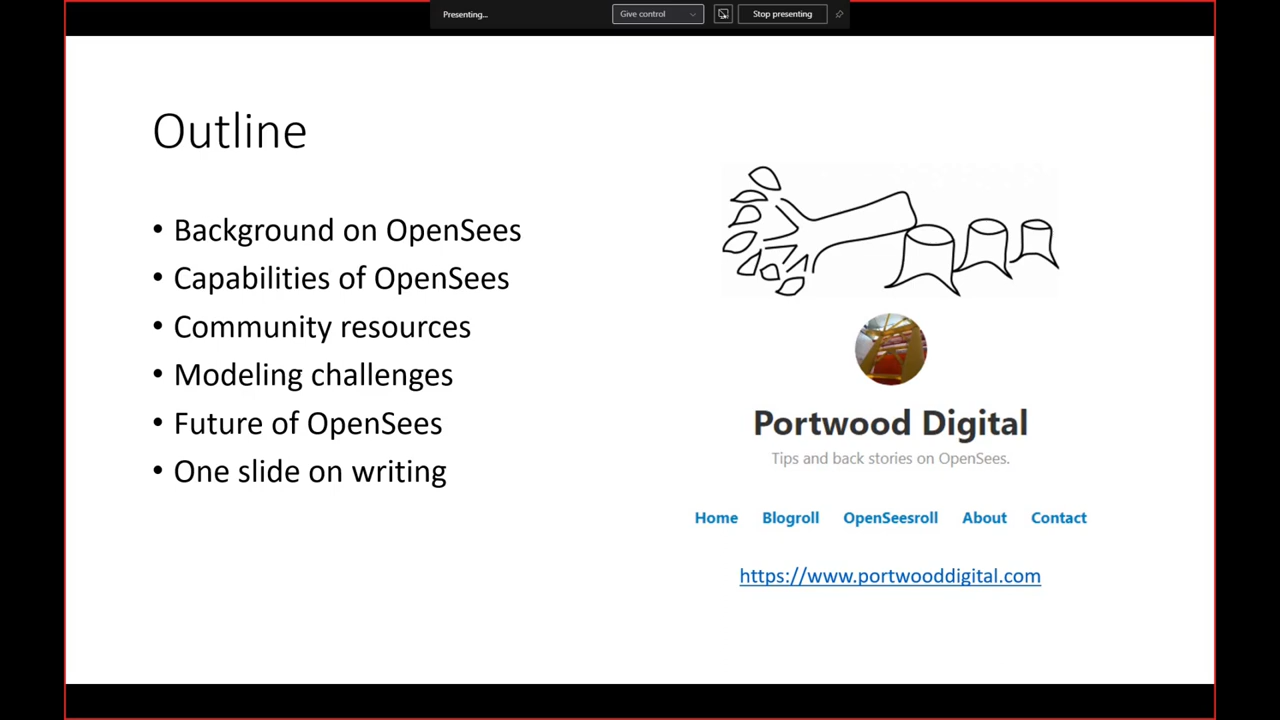 Presenting...
Give control
Stop presenting
Outline
• Background on OpenSees
• Capabilities of OpenSees
• Community resources
• Modeling challenges
• Future of OpenSees
• One slide on writing
Portwood Digital
Tips and back stories on OpenSees.
Home Blogroll OpenSeesroll About Contact
https://www.portwooddigital.com